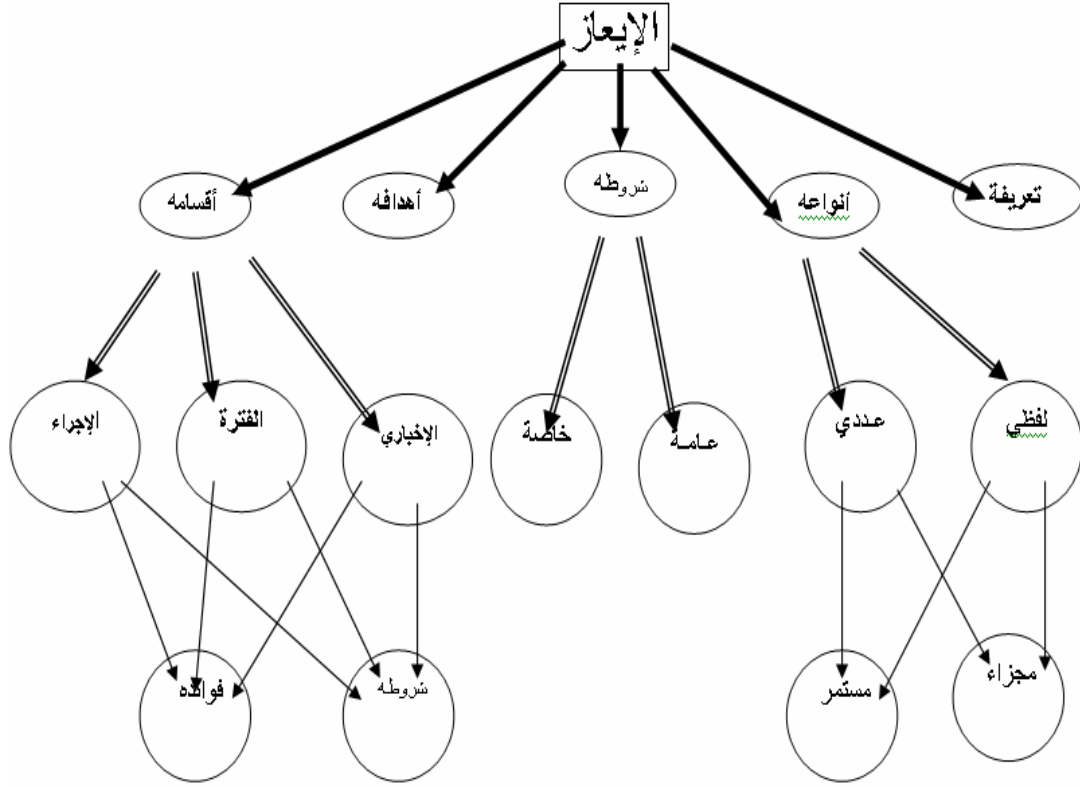 الإيعاز
تعريفة
أنواعه
شروطه
أهدافه
أقسامه
لفظي
عددي
عامة
خاصة
الإخباري
الفترة
الإجراء
مجزاء
مستمر
شروطه
فوائده